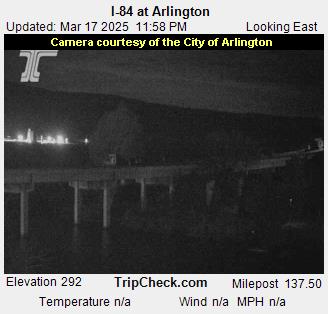 I-84 at Arlington
Updated: Mar 17 2025 11:58 PM Looking East
Camera courtesy of the City of Arlington
Elevation 292 TripCheck.com Milepost 137.50
Temperature n/a Wind n/a MPH n/a